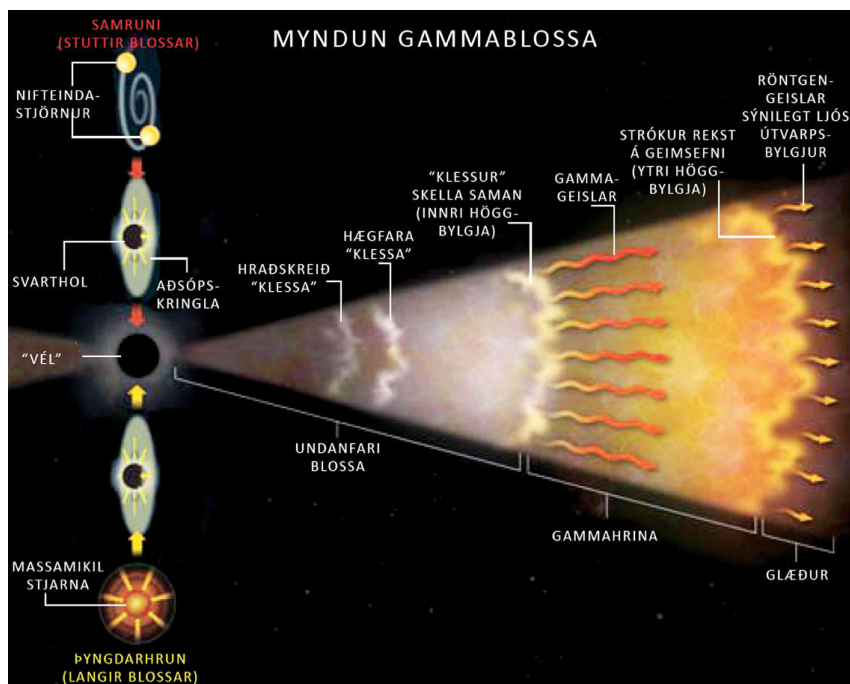 MYNDUN GAMMABLOSSA
SAMRUNI
(STUTTIR BLOSSAR)
NIFTEINDA-
STJÖRNUR
SVARTHOL
AÐSÓPS-
KRINGLA
"VÉL"
MASSAMIKIL
STJARNA
ÞYNGDARHRUN
(LANGIR BLOSSAR)
HRAÐSKREIÐ
"KLESSA"
HÆGFARA
"KLESSA"
"KLESSUR"
SKELLA SAMAN
(INNRI HÖGG-
BYLGJA)
GAMMA-
GEISLAR
STRÓKUR REKST
Á GEIMSEFNI
(YTRI HÖGG-
BYLGJA)
RÖNTGEN-
GEISLAR
SÝNILEGT LJÓS
ÚTVARPS-
BYLGJUR
UNDANFARI
BLOSSA
GAMMAHRINA
GLÆÐUR